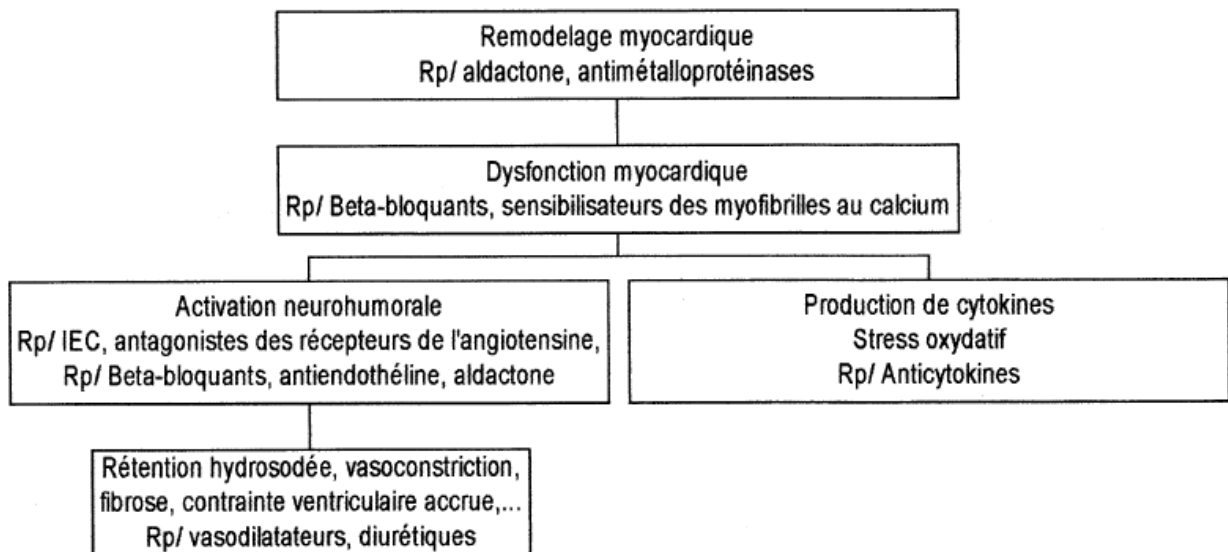 Remodelage myocardique
Rp/ aldactone, antimétalloprotéinases
Dysfonction myocardique
Rp/ Beta-bloquants, sensibilisateurs des myofibrilles au calcium
Activation neurohumorale
Rp/ IEC, antagonistes des récepteurs de l'angiotensine,
Rp/ Beta-bloquants, antiendothéline, aldactone
Production de cytokines
Stress oxydatif
Rp/ Anticytokines
Rétention hydrosodée, vasoconstriction,
fibrose, contrainte ventriculaire accrue,...
Rp/ vasodilatateurs, diurétiques